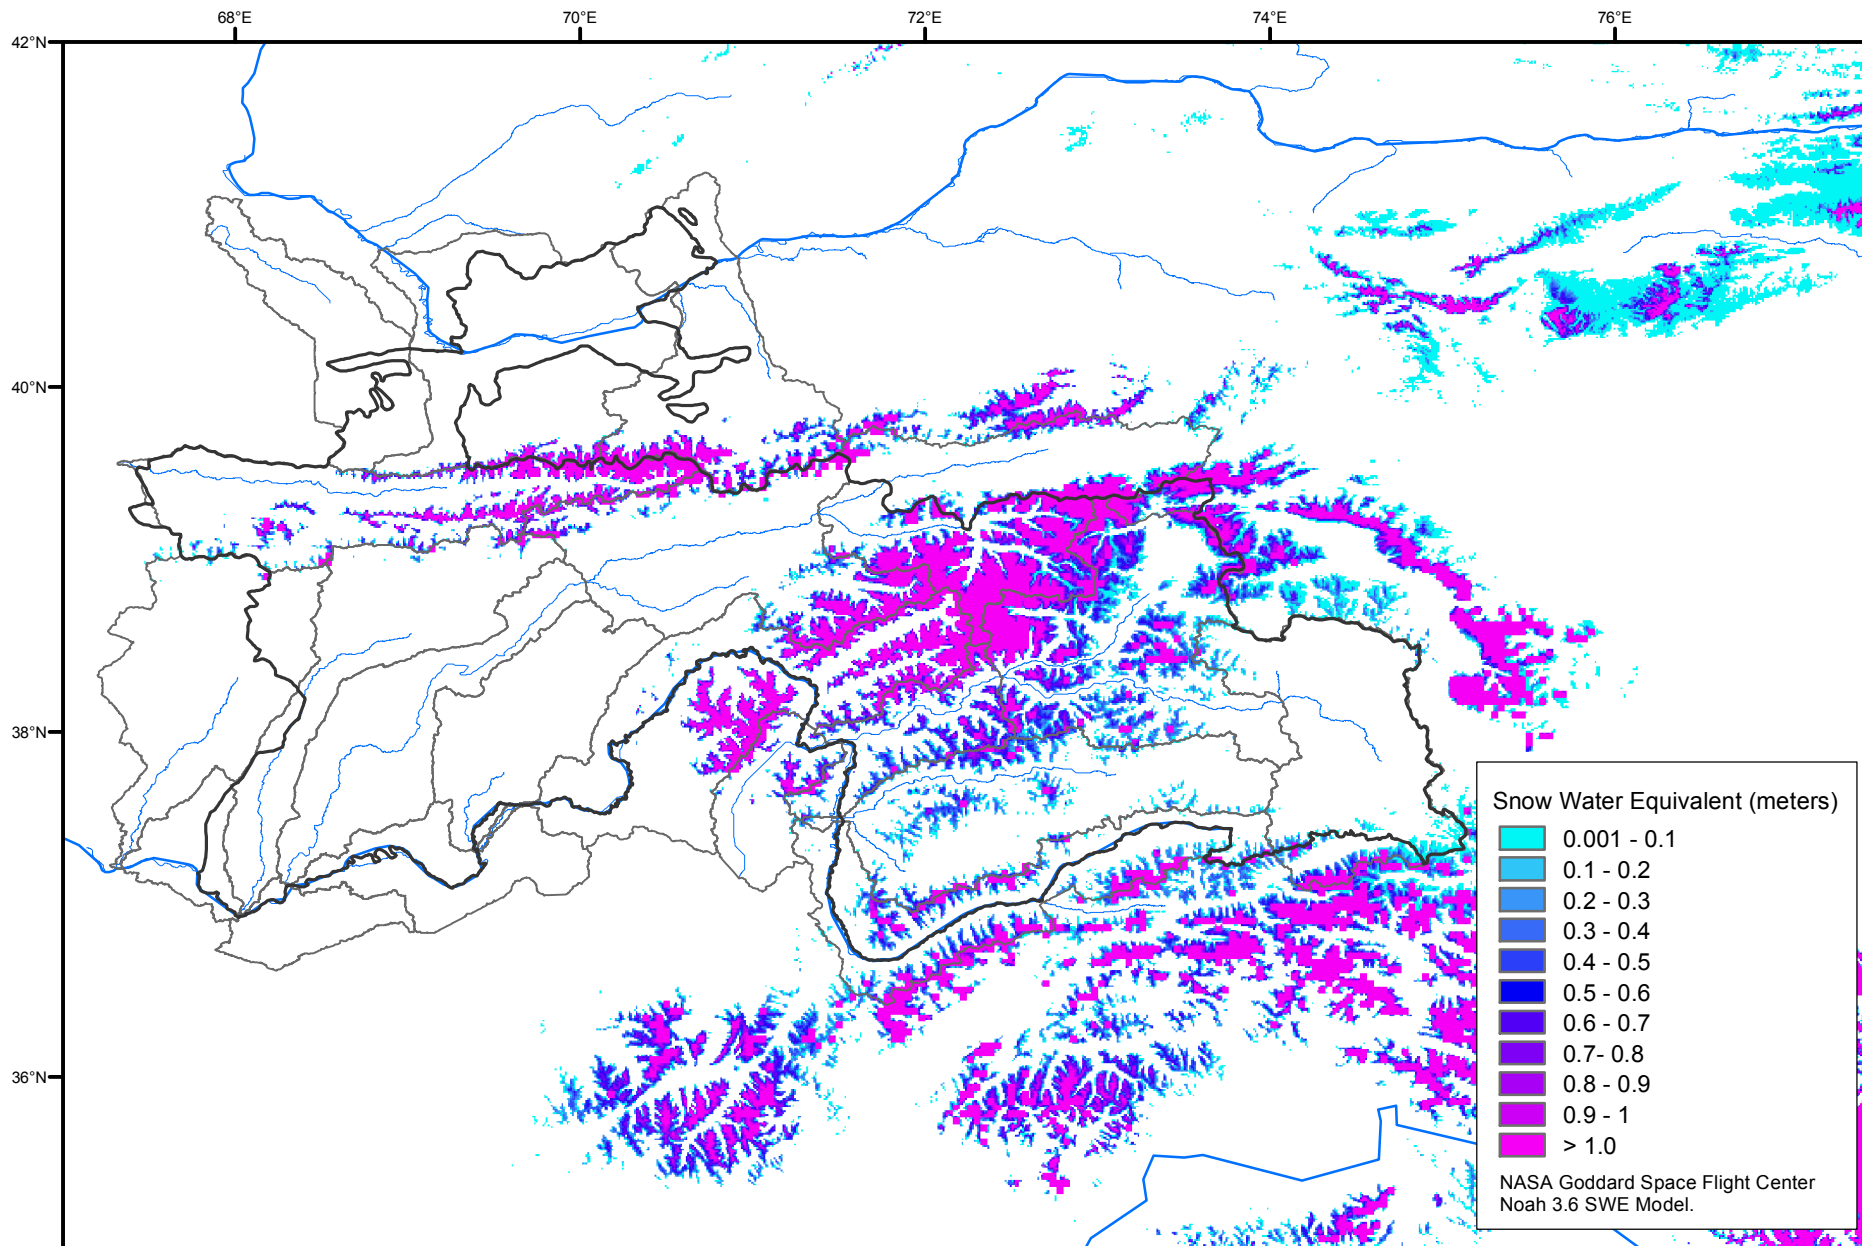 68°E 70°E 72°E 74°E 76°E
42°N
40°N
38°N
36°N
Snow Water Equivalent (meters)
0.001 - 0.1
0.1 - 0.2
0.2 - 0.3
0.3 - 0.4
0.4 - 0.5
0.5 - 0.6
0.6 - 0.7
0.7- 0.8
0.8 - 0.9
0.9 - 1
> 1.0
NASA Goddard Space Flight Center
Noah 3.6 SWE Model.